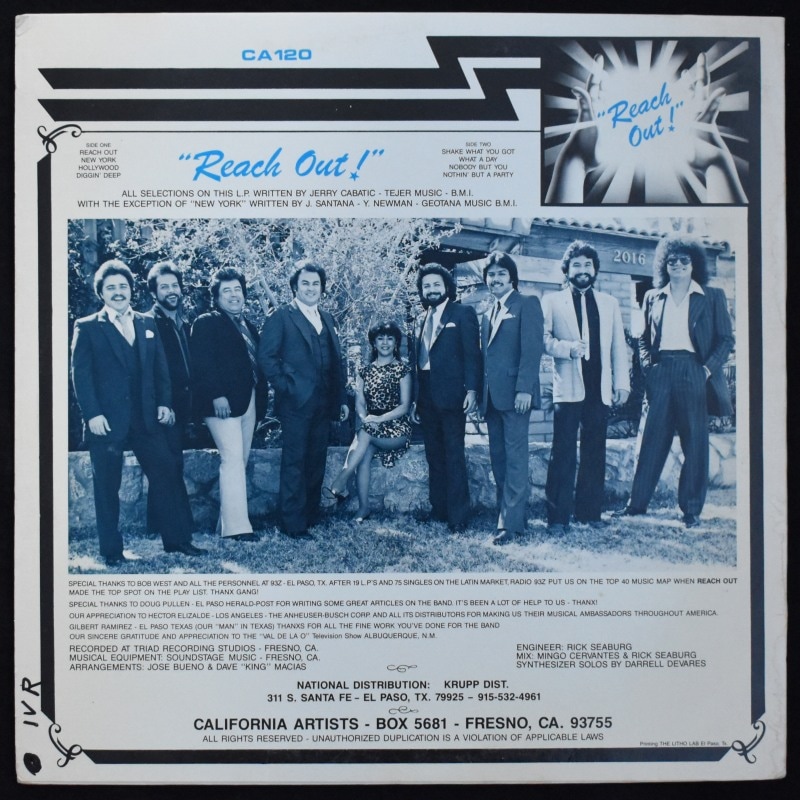 CA120
"Reach
Out!"
SIDE ONE
REACH OUT
NEW YORK
HOLLYWOOD
DIGGIN' DEEP
"Reach Out!"
SIDE TWO
SHAKE WHAT YOU GOT
WHAT A DAY
NOBODY BUT YOU
NOTHIN' BUT A PARTY
ALL SELECTIONS ON THIS L.P. WRITTEN BY JERRY CABATIC - TEJER MUSIC - B.M.I.
WITH THE EXCEPTION OF "NEW YORK" WRITTEN BY J. SANTANA - Y. NEWMAN - GEOTANA MUSIC B.M.I.
2016
SPECIAL THANKS TO BOB WEST AND ALL THE PERSONNEL AT 93Z - EL PASO, TX. AFTER 19 L.P'S AND 75 SINGLES ON THE LATIN MARKET, RADIO 93Z PUT US ON THE TOP 40 MUSIC MAP WHEN REACH OUT
MADE THE TOP SPOT ON THE PLAY LIST. THANX GANG!
SPECIAL THANKS TO DOUG PULLEN - EL PASO HERALD-POST FOR WRITING SOME GREAT ARTICLES ON THE BAND. IT'S BEEN A LOT OF HELP TO US - THANX!
OUR APPRECIATION TO HECTOR ELIZALDE - LOS ANGELES - THE ANHEUSER-BUSCH CORP. AND ALL ITS DISTRIBUTORS FOR MAKING US THEIR MUSICAL AMBASSADORS THROUGHOUT AMERICA.
GILBERT RAMIREZ - EL PASO TEXAS (OUR "MAN" IN TEXAS) THANXS FOR ALL THE FINE WORK YOU'VE DONE FOR THE BAND
OUR SINCERE GRATITUDE AND APPRECIATION TO THE "VAL DE LA O" Television Show ALBUQUERQUE, N.M.
RECORDED AT TRIAD RECORDING STUDIOS - FRESNO, CA.
MUSICAL EQUIPMENT: SOUNDSTAGE MUSIC - FRESNO, CA.
ARRANGEMENTS: JOSE BUENO & DAVE "KING" MACIAS
ENGINEER: RICK SEABURG
MIX: MINGO CERVANTES & RICK SEABURG
SYNTHESIZER SOLOS BY DARRELL DEVARES
NATIONAL DISTRIBUTION: KRUPP DIST.
311 S. SANTA FE - EL PASO, TX. 79925 - 915-532-4961
CALIFORNIA ARTISTS - BOX 5681 - FRESNO, CA. 93755
ALL RIGHTS RESERVED - UNAUTHORIZED DUPLICATION IS A VIOLATION OF APPLICABLE LAWS
Printing THE LITHO LAB El Paso, Tx.
IVR